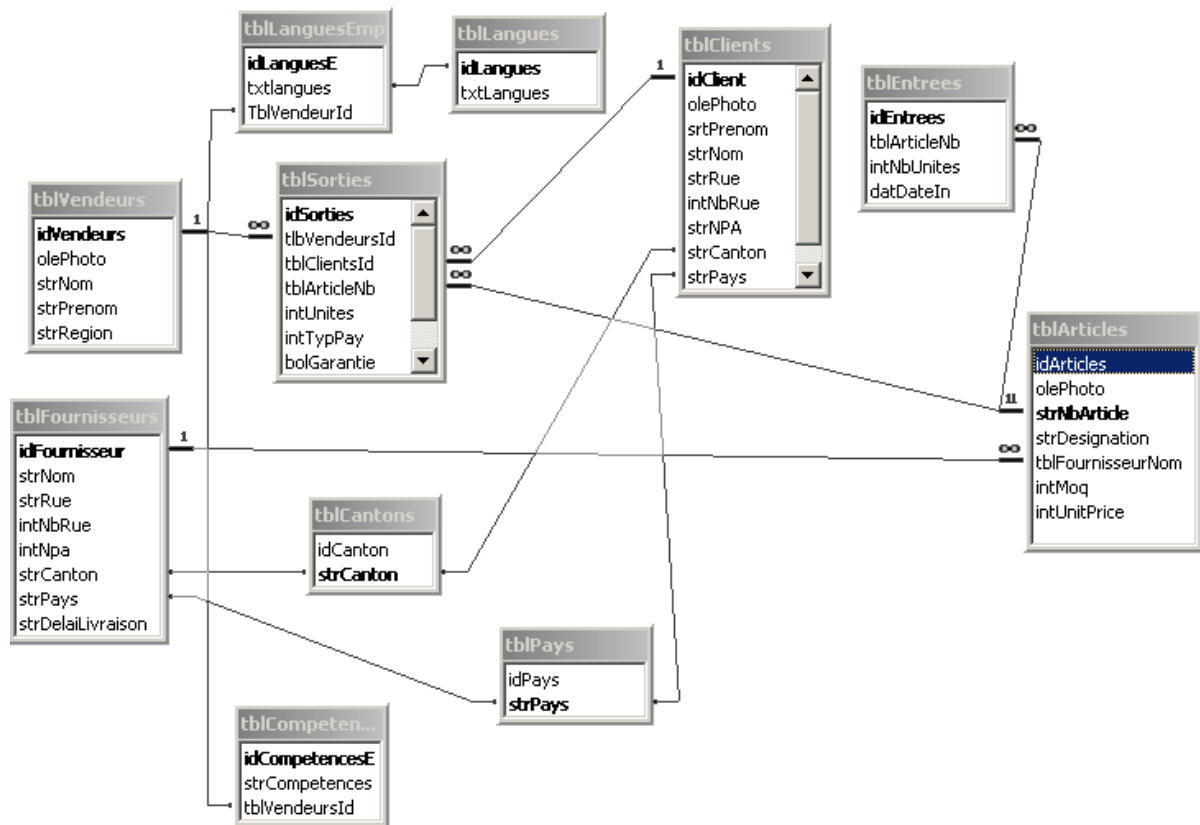 tblLanguesEmp
idLanguesE
txtlangues
TblVendeurId
tblLangues
idLangues
txtLangues
tblClients
idClient
olePhoto
srtPrenom
strNom
strRue
intNbRue
strNPA
strCanton
strPays
tblEntrees
idEntrees
tblArticleNb
intNbUnites
datDateIn
tblVendeurs
idVendeurs
olePhoto
strNom
strPrenom
strRegion
tblSorties
idSorties
tlbVendeursId
tblClientsId
tblArticleNb
intUnites
intTypPay
bolGarantie
tblArticles
idArticles
olePhoto
strNbArticle
strDesignation
tblFournisseurNom
intMoq
intUnitPrice
tblFournisseurs
idFournisseur
strNom
strRue
intNbRue
intNpa
strCanton
strPays
strDelaiLivraison
tblCantons
idCanton
strCanton
tblPays
idPays
strPays
tblCompeten...
idCompetencesE
strCompetences
tblVendeursId
1
∞
1
∞
∞
∞
11
1
∞